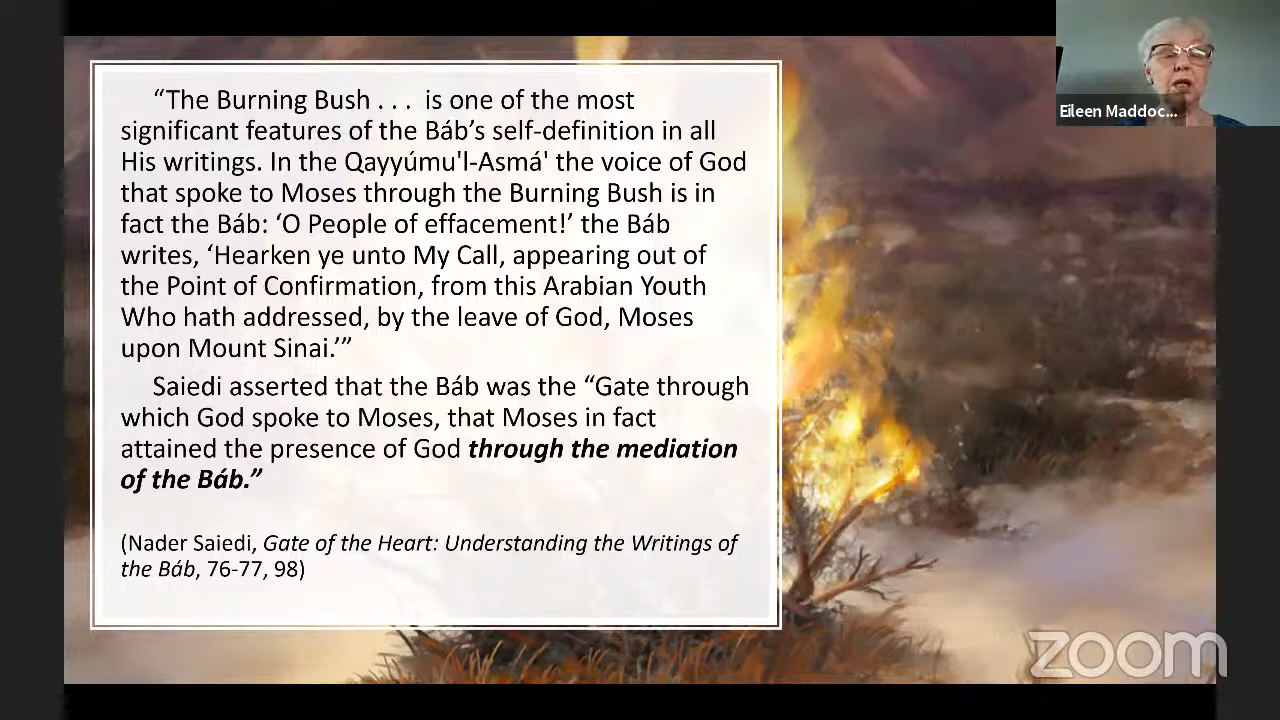 “The Burning Bush . . .  is one of the most
significant features of the Báb’s self-definition in all
His writings. In the Qayyúmu'l-Asmá' the voice of God
that spoke to Moses through the Burning Bush is in
fact the Báb: ‘O People of effacement!’ the Báb
writes, ‘Hearken ye unto My Call, appearing out of
the Point of Confirmation, from this Arabian Youth
Who hath addressed, by the leave of God, Moses
upon Mount Sinai.’”
Saiedi asserted that the Báb was the “Gate through
which God spoke to Moses, that Moses in fact
attained the presence of God through the mediation
of the Báb.”
(Nader Saiedi, Gate of the Heart: Understanding the Writings of
the Báb, 76-77, 98)
Eileen Maddoc...
zoom